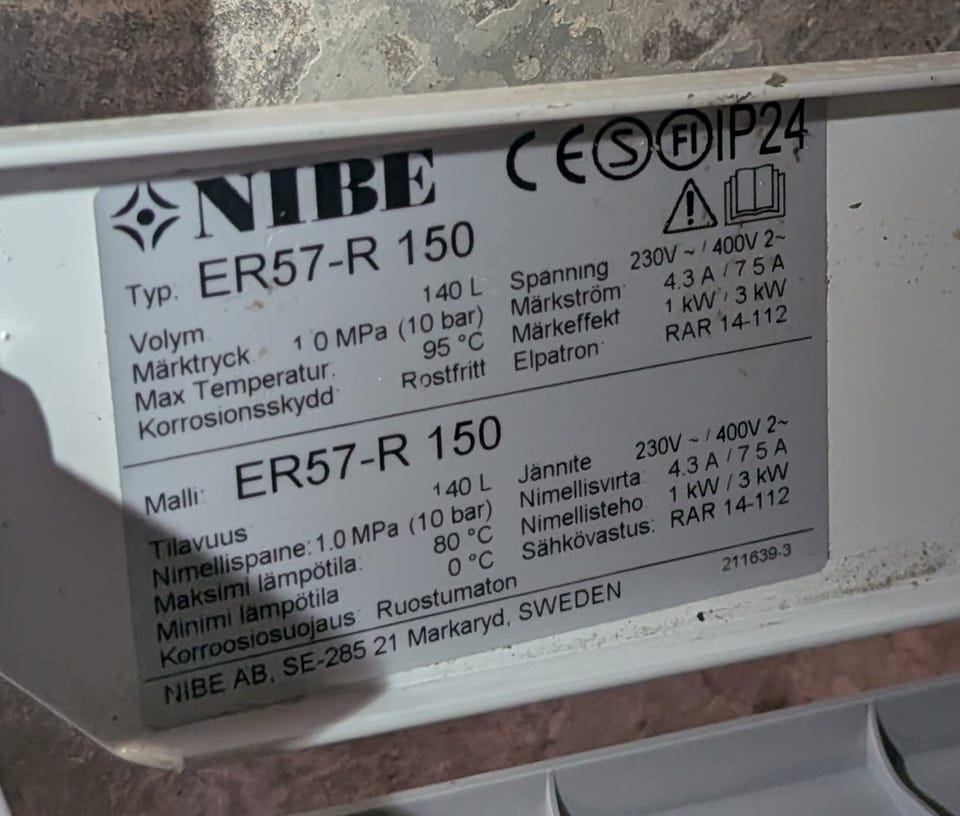 NIBE
CE S FI IP24
Typ: ER57-R 150
Volym 140 L
Märktryck 1 0 MPa (10 bar)
Max Temperatur: 95 °C
Korrosionsskydd Rostfritt
Spänning 230V ~ / 400V 2~
Märkström 4.3 A / 7 5 A
Märkeffekt 1 kW / 3 kW
Elpatron RAR 14-112
Malli: ER57-R 150
Tilavuus 140 L
Nimellispaine: 1.0 MPa (10 bar)
Maksimi lämpötila: 80 °C
Minimi lämpötila 0 °C
Korroosiosuojaus Ruostumaton
Jännite 230V ~ / 400V 2~
Nimellisvirta 4.3 A / 7 5 A
Nimellisteho 1 kW / 3 kW
Sähkövastus: RAR 14-112
211639-3
NIBE AB, SE-285 21 Markaryd, SWEDEN